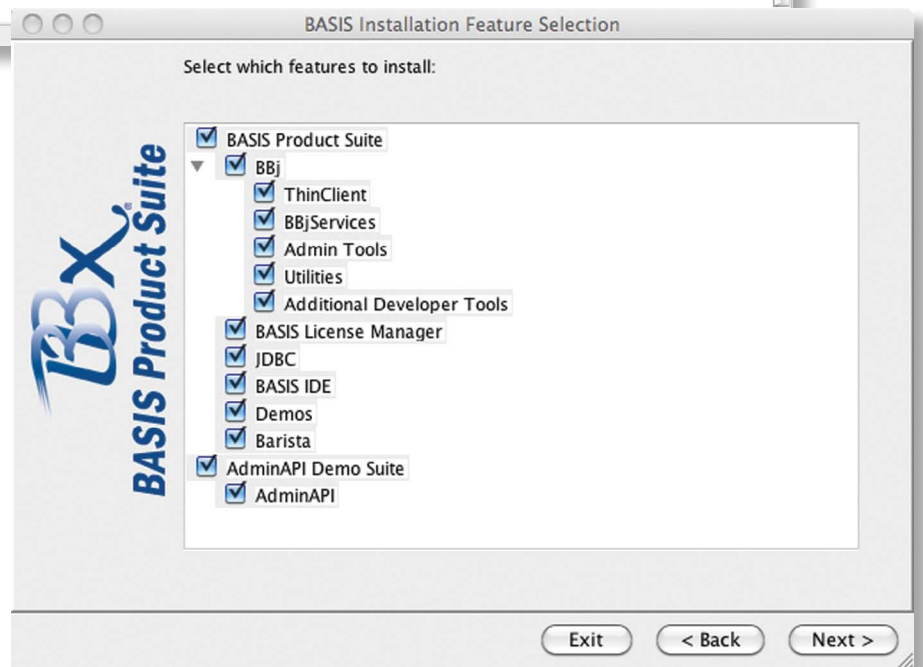 BASIS Installation Feature Selection
Select which features to install:
BASIS Product Suite
BBj
ThinClient
BBjServices
Admin Tools
Utilities
Additional Developer Tools
BASIS License Manager
JDBC
BASIS IDE
Demos
Barista
AdminAPI Demo Suite
AdminAPI
BBx®
BASIS Product Suite
Exit
< Back
Next >